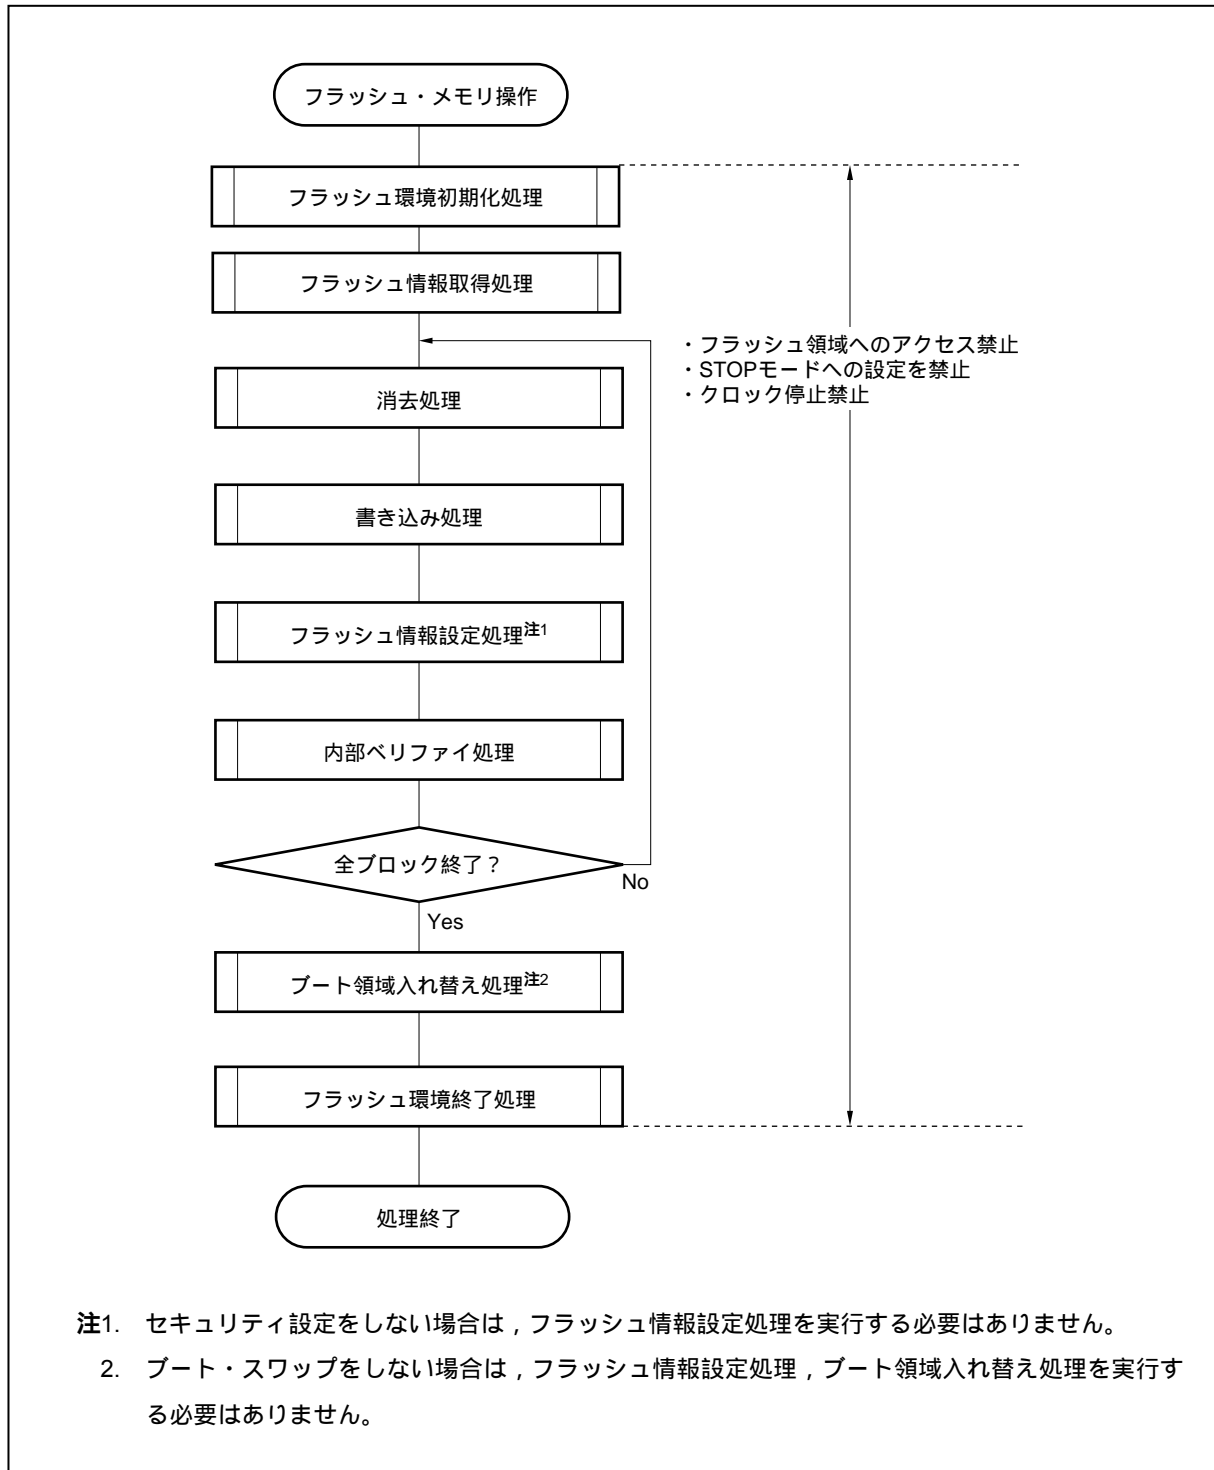 フラッシュ・メモリ操作
フラッシュ環境初期化処理
フラッシュ情報取得処理
・フラッシュ領域へのアクセス禁止
・STOPモードへの設定を禁止
・クロック停止禁止
消去処理
書き込み処理
フラッシュ情報設定処理注1
内部ベリファイ処理
全ブロック終了?
No
Yes
ブート領域入れ替え処理注2
フラッシュ環境終了処理
処理終了
注1. セキュリティ設定をしない場合は,フラッシュ情報設定処理を実行する必要はありません。
2. ブート・スワップをしない場合は,フラッシュ情報設定処理,ブート領域入れ替え処理を実行す
る必要はありません。